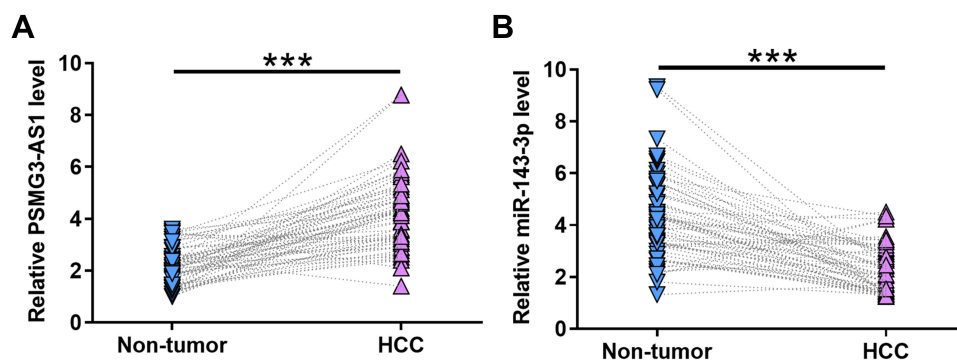 A
Relative PSMG3-AS1 level
10
8
6
4
2
0
***
Non-tumor
HCC
B
Relative miR-143-3p level
10
8
6
4
2
0
***
Non-tumor
HCC